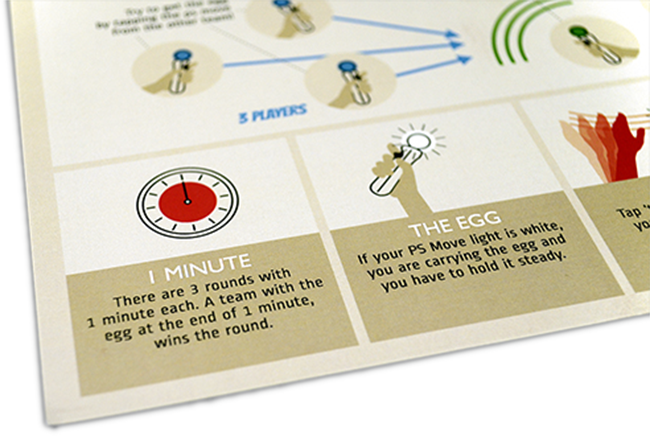 Try to get the egg
by tapping the ps move
from the other team!
3 PLAYERS
1 MINUTE
There are 3 rounds with
1 minute each. A team with the
egg at the end of 1 minute,
wins the round.
THE EGG
If your PS Move light is white,
you are carrying the egg and
you have to hold it steady.
Tap